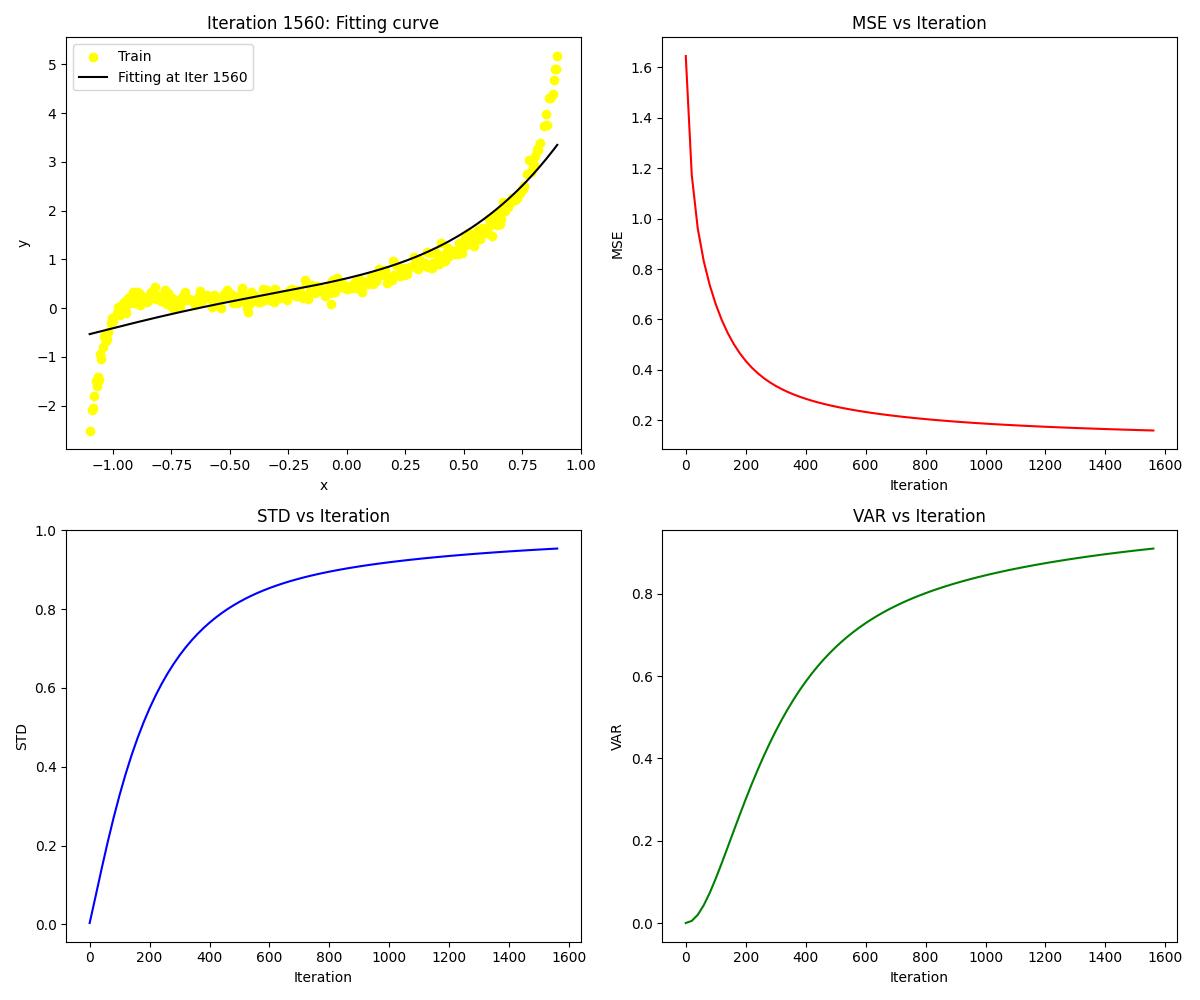 Iteration 1560: Fitting curve
Train
Fitting at Iter 1560
y
5
4
3
2
1
0
−1
−2
−1.00 −0.75 −0.50 −0.25 0.00 0.25 0.50 0.75 1.00
x
MSE vs Iteration
MSE
1.6
1.4
1.2
1.0
0.8
0.6
0.4
0.2
0 200 400 600 800 1000 1200 1400 1600
Iteration
STD vs Iteration
STD
1.0
0.8
0.6
0.4
0.2
0.0
0 200 400 600 800 1000 1200 1400 1600
Iteration
VAR vs Iteration
VAR
0.8
0.6
0.4
0.2
0.0
0 200 400 600 800 1000 1200 1400 1600
Iteration